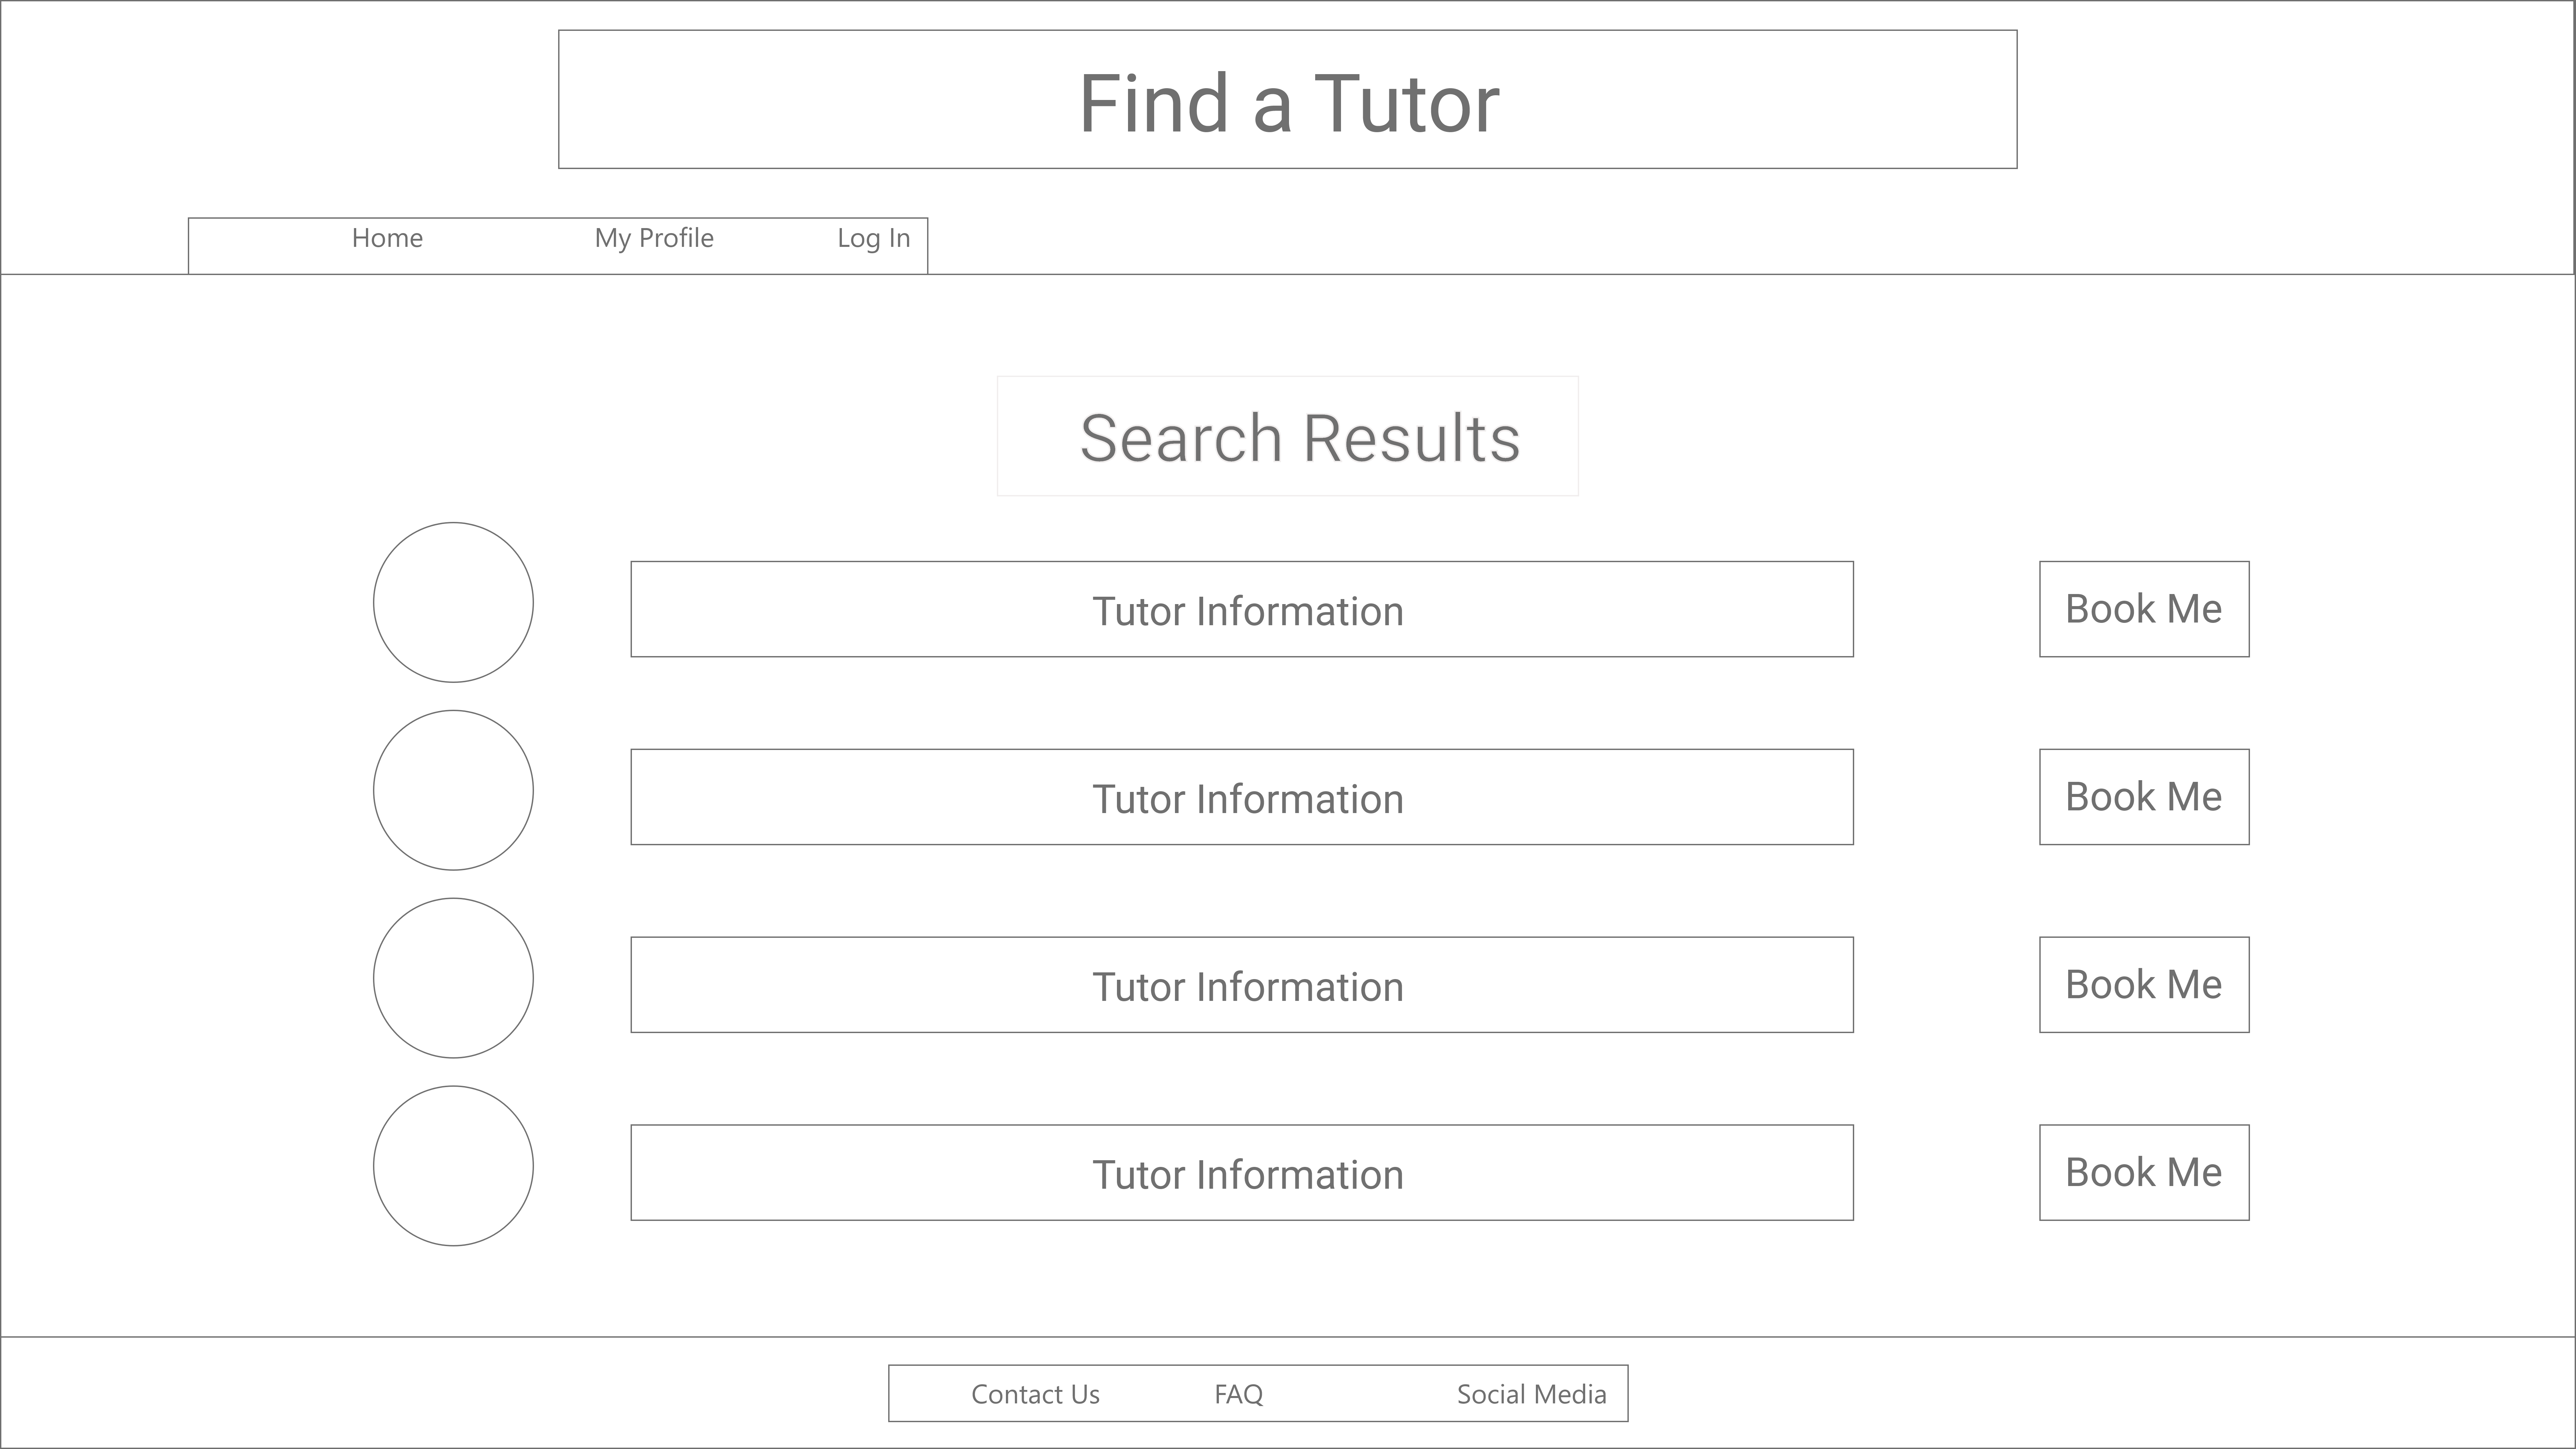 Find a Tutor
Home My Profile Log In
Search Results
Tutor Information Book Me
Tutor Information Book Me
Tutor Information Book Me
Tutor Information Book Me
Contact Us FAQ Social Media